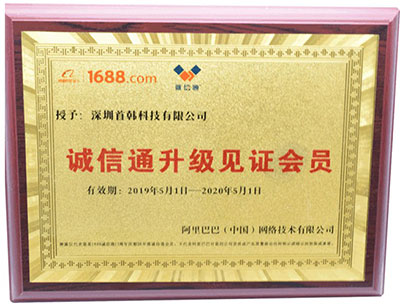 1688.com
诚信通
授予：深圳首韩科技有限公司
诚信通升级见证会员
有效期：2019年5月1日—2020年5月1日
阿里巴巴（中国）网络技术有限公司